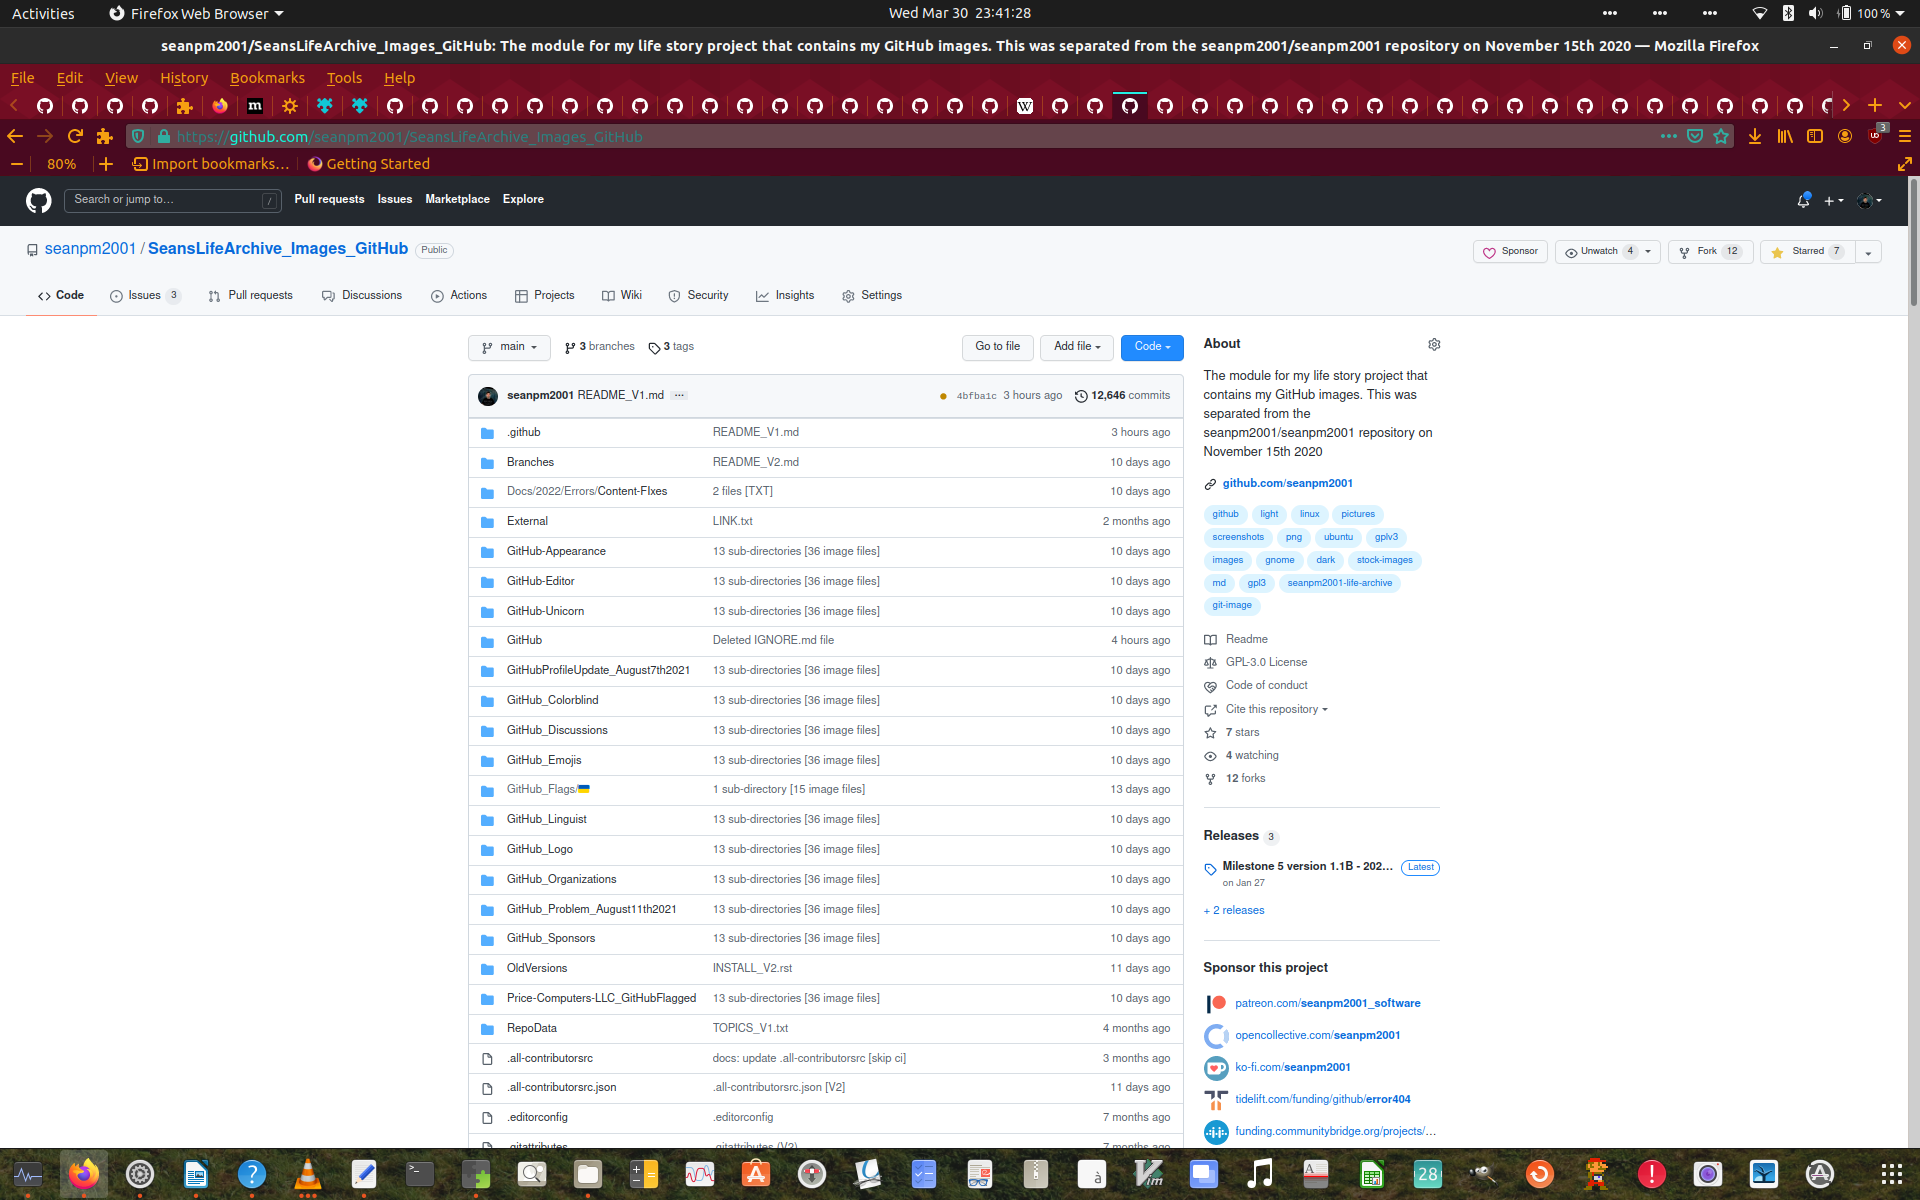 Activities Firefox Web Browser Wed Mar 30 23:41:28 100 %
seanpm2001/SeansLifeArchive_Images_GitHub: The module for my life story project that contains my GitHub images. This was separated from the seanpm2001/seanpm2001 repository on November 15th 2020 — Mozilla Firefox
File Edit View History Bookmarks Tools Help
https://github.com/seanpm2001/SeansLifeArchive_Images_GitHub 3
80% Import bookmarks... Getting Started
Search or jump to... / Pull requests Issues Marketplace Explore
seanpm2001 / SeansLifeArchive_Images_GitHub Public Sponsor Unwatch 4 Fork 12 Starred 7
Code Issues 3 Pull requests Discussions Actions Projects Wiki Security Insights Settings
main 3 branches 3 tags Go to file Add file Code
seanpm2001 README_V1.md ... 4bfba1c 3 hours ago 12,646 commits
.github README_V1.md 3 hours ago
Branches README_V2.md 10 days ago
Docs/2022/Errors/Content-FIxes 2 files [TXT] 10 days ago
External LINK.txt 2 months ago
GitHub-Appearance 13 sub-directories [36 image files] 10 days ago
GitHub-Editor 13 sub-directories [36 image files] 10 days ago
GitHub-Unicorn 13 sub-directories [36 image files] 10 days ago
GitHub Deleted IGNORE.md file 4 hours ago
GitHubProfileUpdate_August7th2021 13 sub-directories [36 image files] 10 days ago
GitHub_Colorblind 13 sub-directories [36 image files] 10 days ago
GitHub_Discussions 13 sub-directories [36 image files] 10 days ago
GitHub_Emojis 13 sub-directories [36 image files] 10 days ago
GitHub_Flags/🇺🇦 1 sub-directory [15 image files] 13 days ago
GitHub_Linguist 13 sub-directories [36 image files] 10 days ago
GitHub_Logo 13 sub-directories [36 image files] 10 days ago
GitHub_Organizations 13 sub-directories [36 image files] 10 days ago
GitHub_Problem_August11th2021 13 sub-directories [36 image files] 10 days ago
GitHub_Sponsors 13 sub-directories [36 image files] 10 days ago
OldVersions INSTALL_V2.rst 11 days ago
Price-Computers-LLC_GitHubFlagged 13 sub-directories [36 image files] 10 days ago
RepoData TOPICS_V1.txt 4 months ago
.all-contributorsrc docs: update .all-contributorsrc [skip ci] 3 months ago
.all-contributorsrc.json .all-contributorsrc.json [V2] 11 days ago
.editorconfig .editorconfig 7 months ago
.gitattributes .gitattributes (V2) 7 months ago
About
The module for my life story project that
contains my GitHub images. This was
separated from the
seanpm2001/seanpm2001 repository on
November 15th 2020
github.com/seanpm2001
github light linux pictures
screenshots png ubuntu gplv3
images gnome dark stock-images
md gpl3 seanpm2001-life-archive
git-image
Readme
GPL-3.0 License
Code of conduct
Cite this repository
7 stars
4 watching
12 forks
Releases 3
Milestone 5 version 1.1B - 202... Latest
on Jan 27
+ 2 releases
Sponsor this project
patreon.com/seanpm2001_software
opencollective.com/seanpm2001
ko-fi.com/seanpm2001
tidelift.com/funding/github/error404
funding.communitybridge.org/projects/...
28